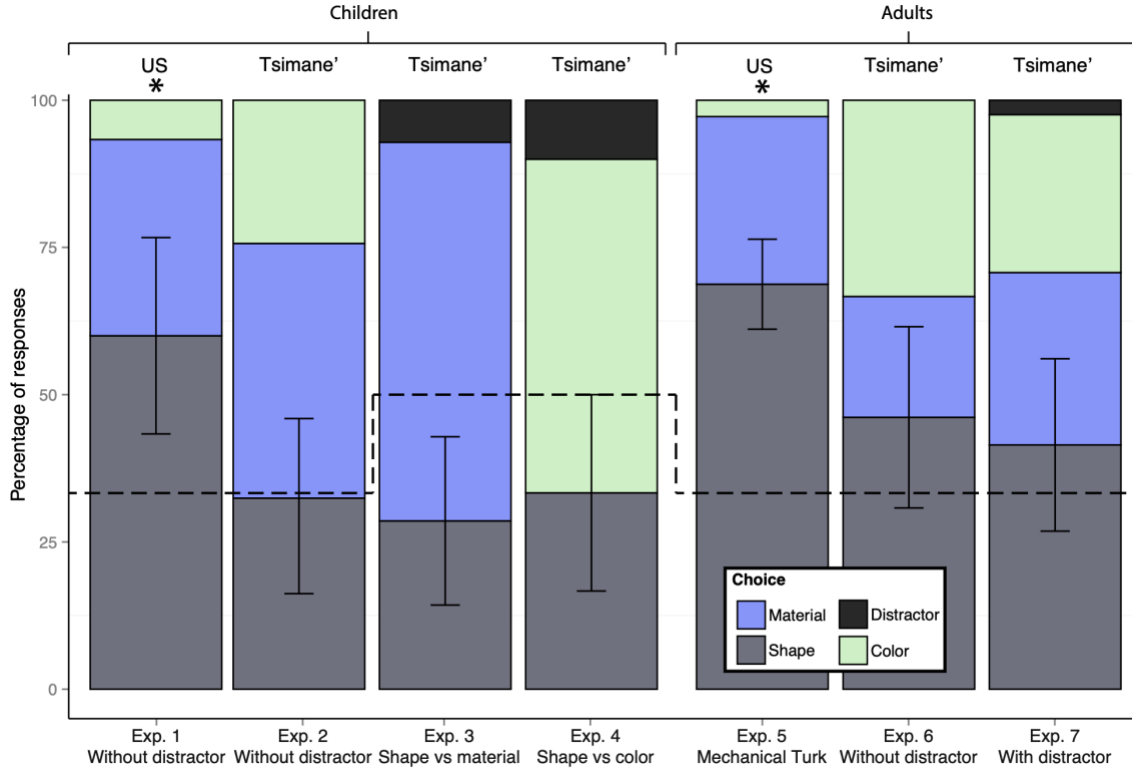 Children
Adults
US
Tsimane’
Tsimane’
Tsimane’
US
Tsimane’
Tsimane’
*
*
100
75
50
25
0
Percentage of responses
Choice
Material
Distractor
Shape
Color
Exp. 1
Without distractor
Exp. 2
Without distractor
Exp. 3
Shape vs material
Exp. 4
Shape vs color
Exp. 5
Mechanical Turk
Exp. 6
Without distractor
Exp. 7
With distractor